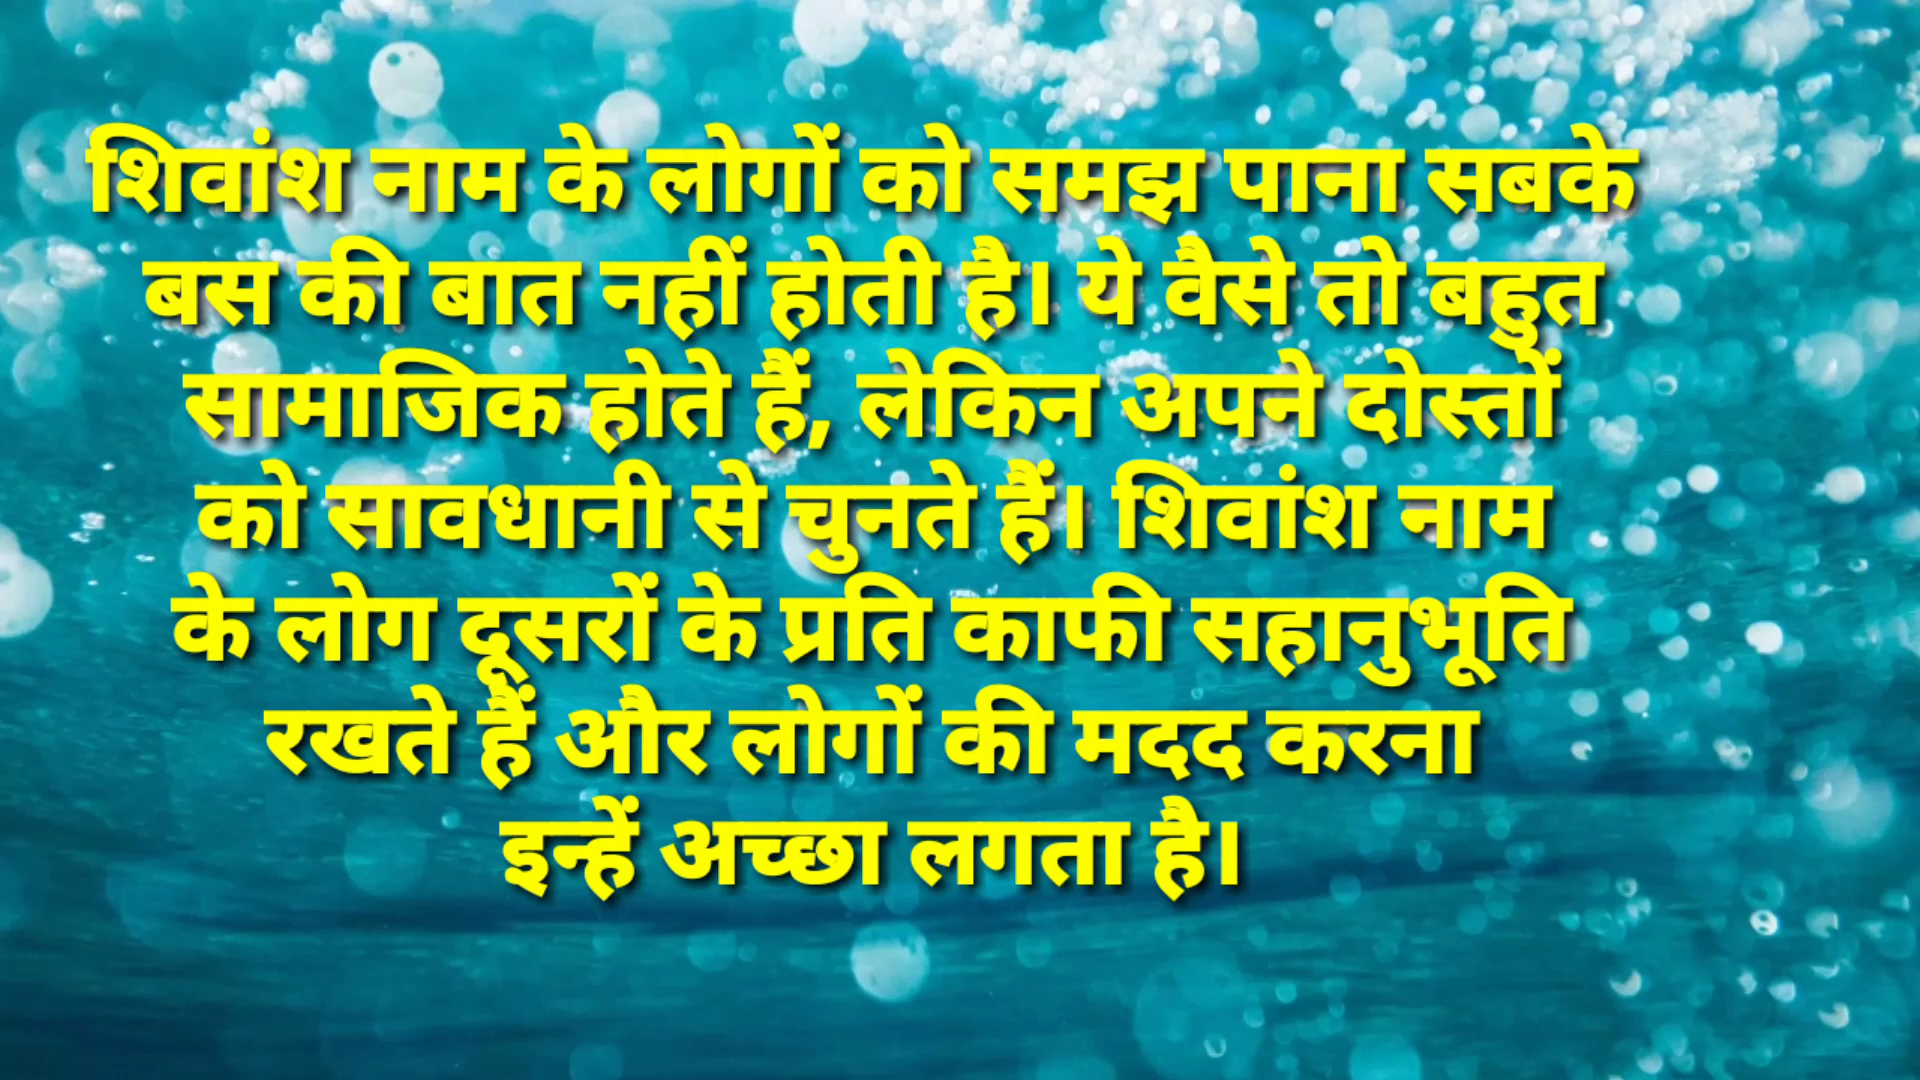 शिवांश नाम के लोगों को समझ पाना सबके
बस की बात नहीं होती है। ये वैसे तो बहुत
सामाजिक होते हैं, लेकिन अपने दोस्तों
को सावधानी से चुनते हैं। शिवांश नाम
के लोग दूसरों के प्रति काफी सहानुभूति
रखते हैं और लोगों की मदद करना
इन्हें अच्छा लगता है।